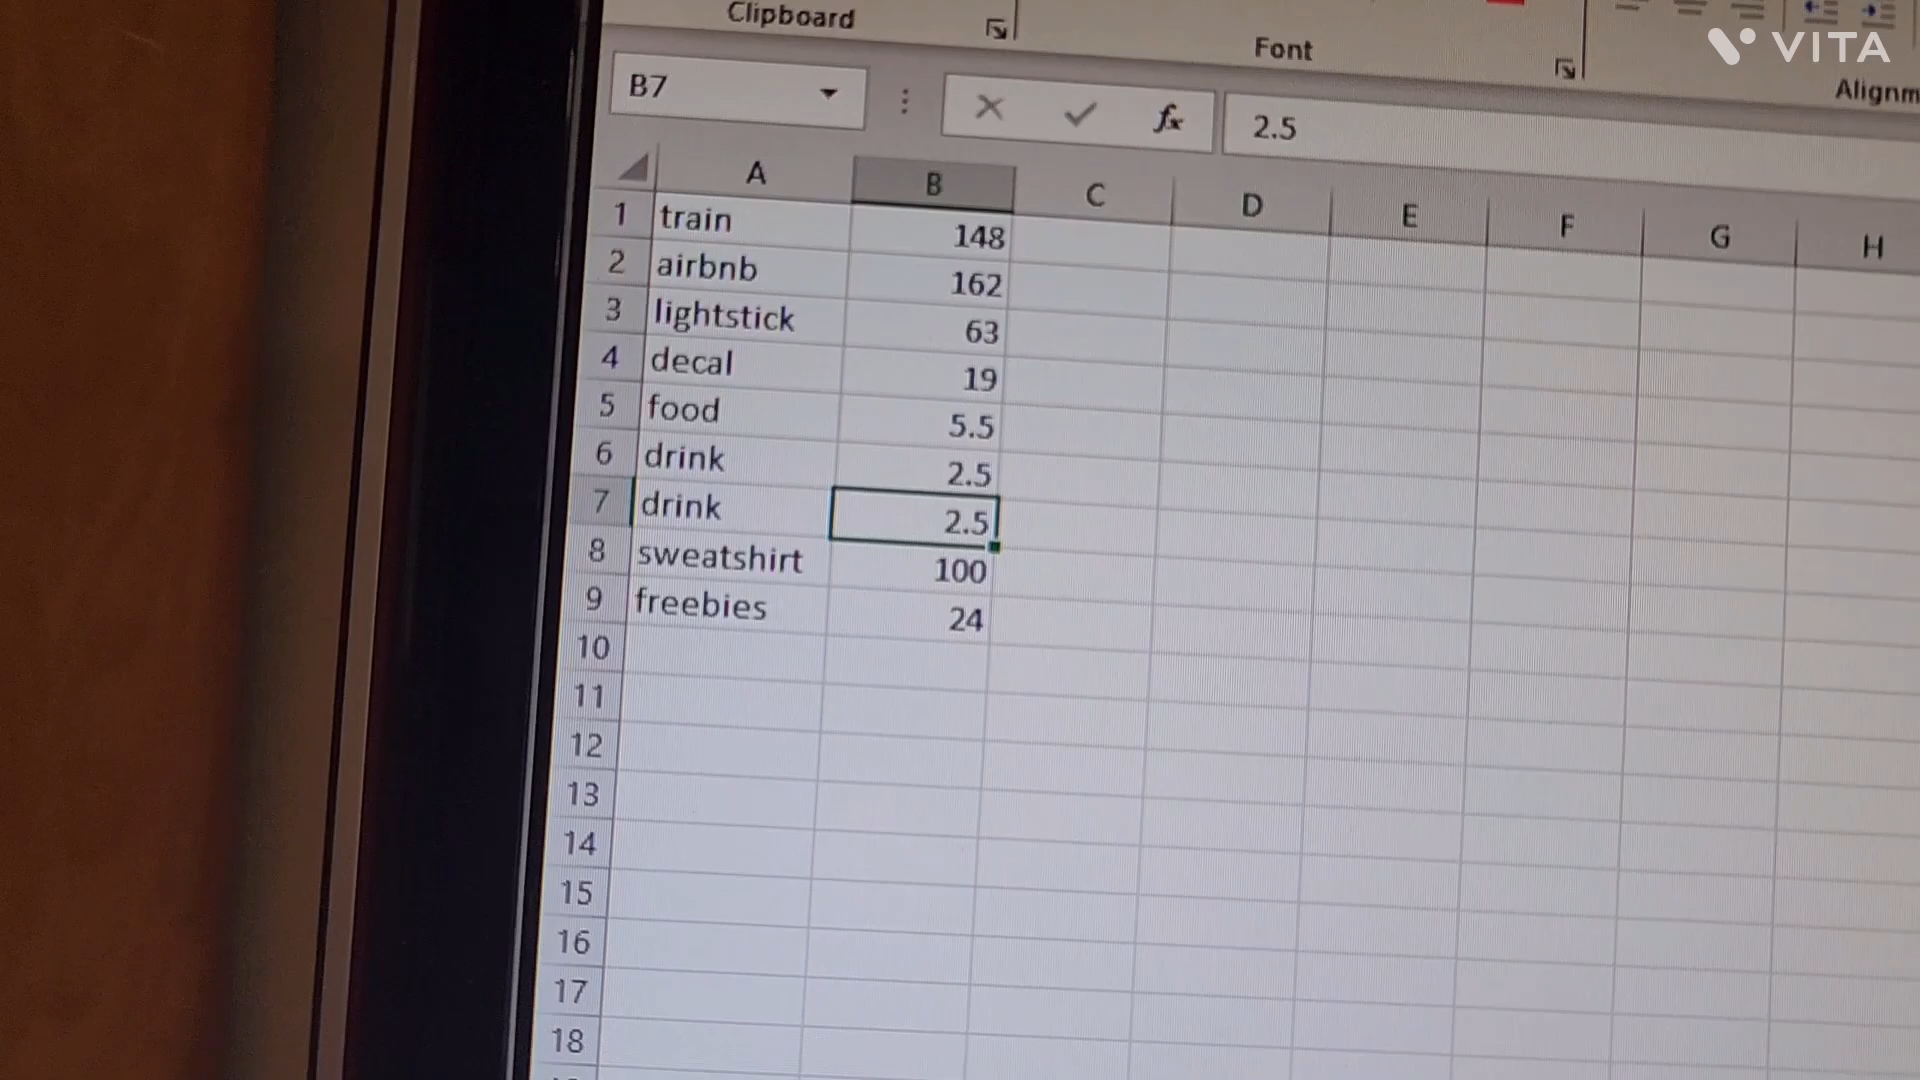 Clipboard
Font
Alignm
VITA
B7
fx
2.5
A B C D E F G H
1 train 148
2 airbnb 162
3 lightstick 63
4 decal 19
5 food 5.5
6 drink 2.5
7 drink 2.5
8 sweatshirt 100
9 freebies 24
10
11
12
13
14
15
16
17
18